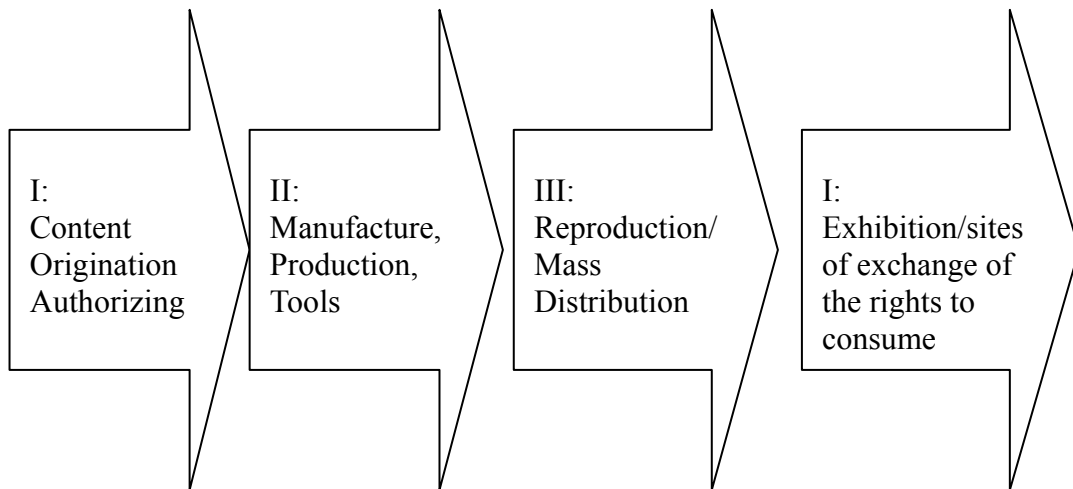 I:
Content
Origination
Authorizing
II:
Manufacture,
Production,
Tools
III:
Reproduction/
Mass
Distribution
I:
Exhibition/sites
of exchange of
the rights to
consume